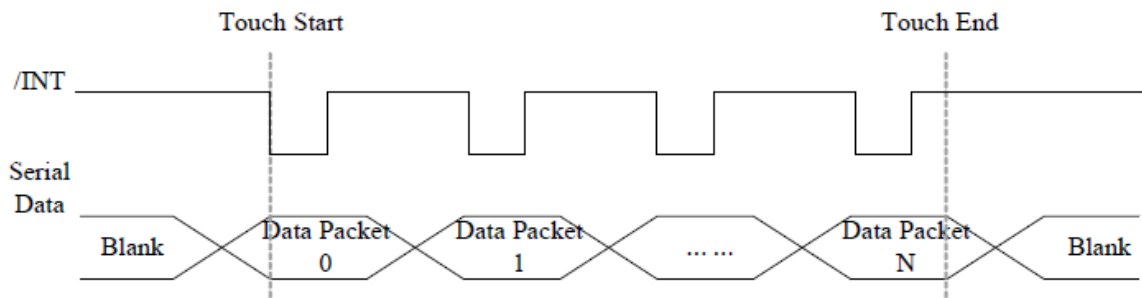 Touch Start
Touch End
/INT
Serial
Data
Blank
Data Packet
0
Data Packet
1
... ...
Data Packet
N
Blank